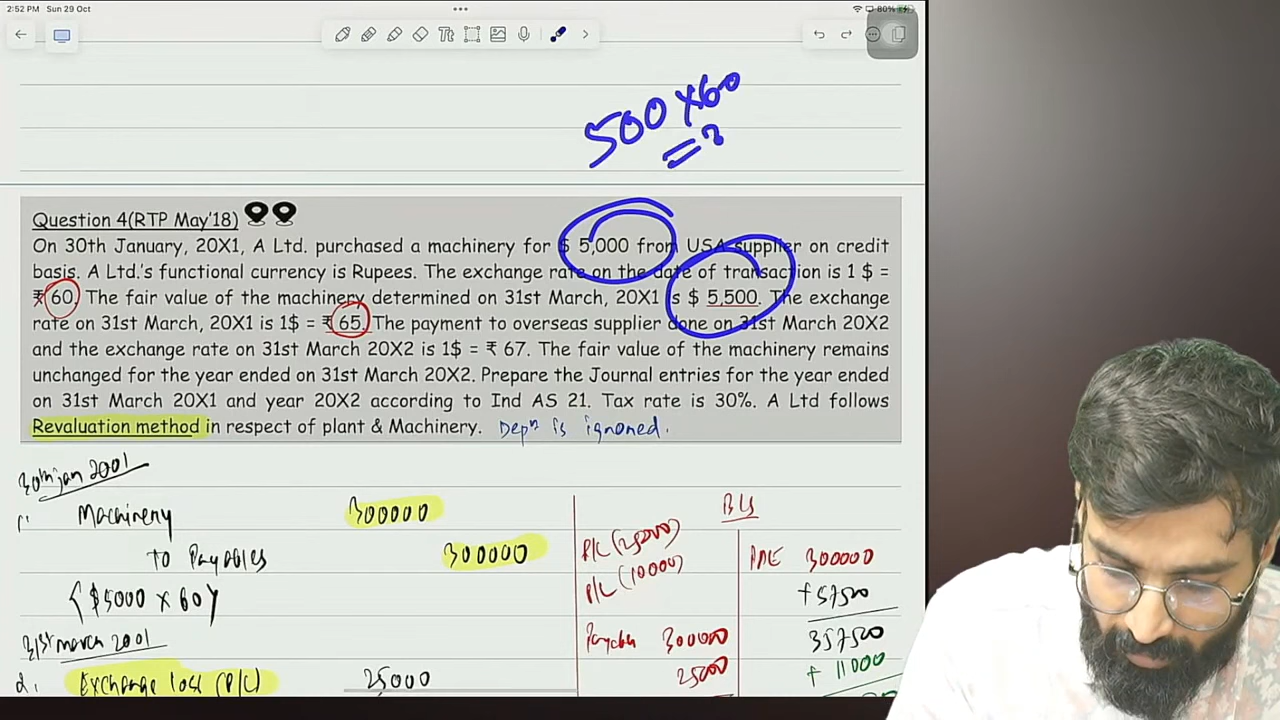 2:52 PM Sun 29 Oct
80%
500 × 60
= ?
Question 4(RTP May'18)
On 30th January, 20X1, A Ltd. purchased a machinery for $ 5,000 from USA supplier on credit
basis. A Ltd.'s functional currency is Rupees. The exchange rate on the date of transaction is 1 $ =
₹ 60. The fair value of the machinery determined on 31st March, 20X1 is $ 5,500. The exchange
rate on 31st March, 20X1 is 1$ = ₹ 65. The payment to overseas supplier done on 31st March 20X2
and the exchange rate on 31st March 20X2 is 1$ = ₹ 67. The fair value of the machinery remains
unchanged for the year ended on 31st March 20X2. Prepare the Journal entries for the year ended
on 31st March 20X1 and year 20X2 according to Ind AS 21. Tax rate is 30%. A Ltd follows
Revaluation method in respect of plant & Machinery. Depn is ignored.
30th jan 2001
1. Machinery 300000
To Payables 300000
{ $5000 × 60 }
31st march 2001
2. Exchange loss (P/L) 25000
B/S
P/L (25000)
P/L (10000)
Payables 300000
25000
PPE 300000
+57500
357500
+ 11000